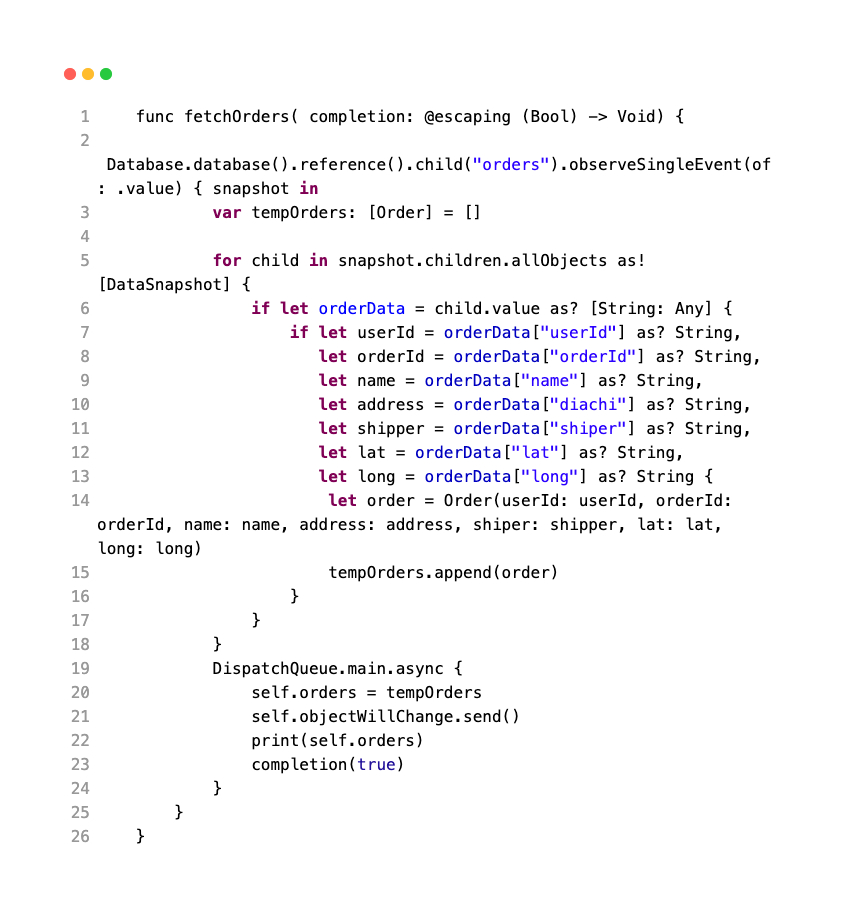 1 func fetchOrders( completion: @escaping (Bool) -> Void) {
2
Database.database().reference().child("orders").observeSingleEvent(of
: .value) { snapshot in
3 var tempOrders: [Order] = []
4
5 for child in snapshot.children.allObjects as!
[DataSnapshot] {
6 if let orderData = child.value as? [String: Any] {
7 if let userId = orderData["userId"] as? String,
8 let orderId = orderData["orderId"] as? String,
9 let name = orderData["name"] as? String,
10 let address = orderData["diachi"] as? String,
11 let shipper = orderData["shiper"] as? String,
12 let lat = orderData["lat"] as? String,
13 let long = orderData["long"] as? String {
14 let order = Order(userId: userId, orderId:
orderId, name: name, address: address, shiper: shipper, lat: lat,
long: long)
15 tempOrders.append(order)
16 }
17 }
18 }
19 DispatchQueue.main.async {
20 self.orders = tempOrders
21 self.objectWillChange.send()
22 print(self.orders)
23 completion(true)
24 }
25 }
26 }